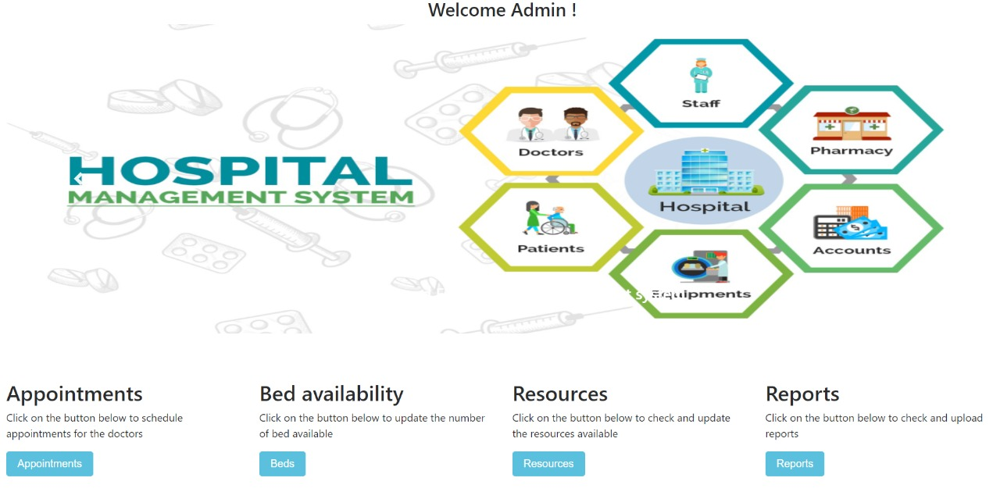 Welcome Admin !
HOSPITAL
MANAGEMENT SYSTEM
Staff
Doctors
Pharmacy
Hospital
Patients
Accounts
Equipments
Appointments
Click on the button below to schedule
appointments for the doctors
Appointments
Bed availability
Click on the button below to update the number
of bed available
Beds
Resources
Click on the button below to check and update
the resources available
Resources
Reports
Click on the button below to check and upload
reports
Reports